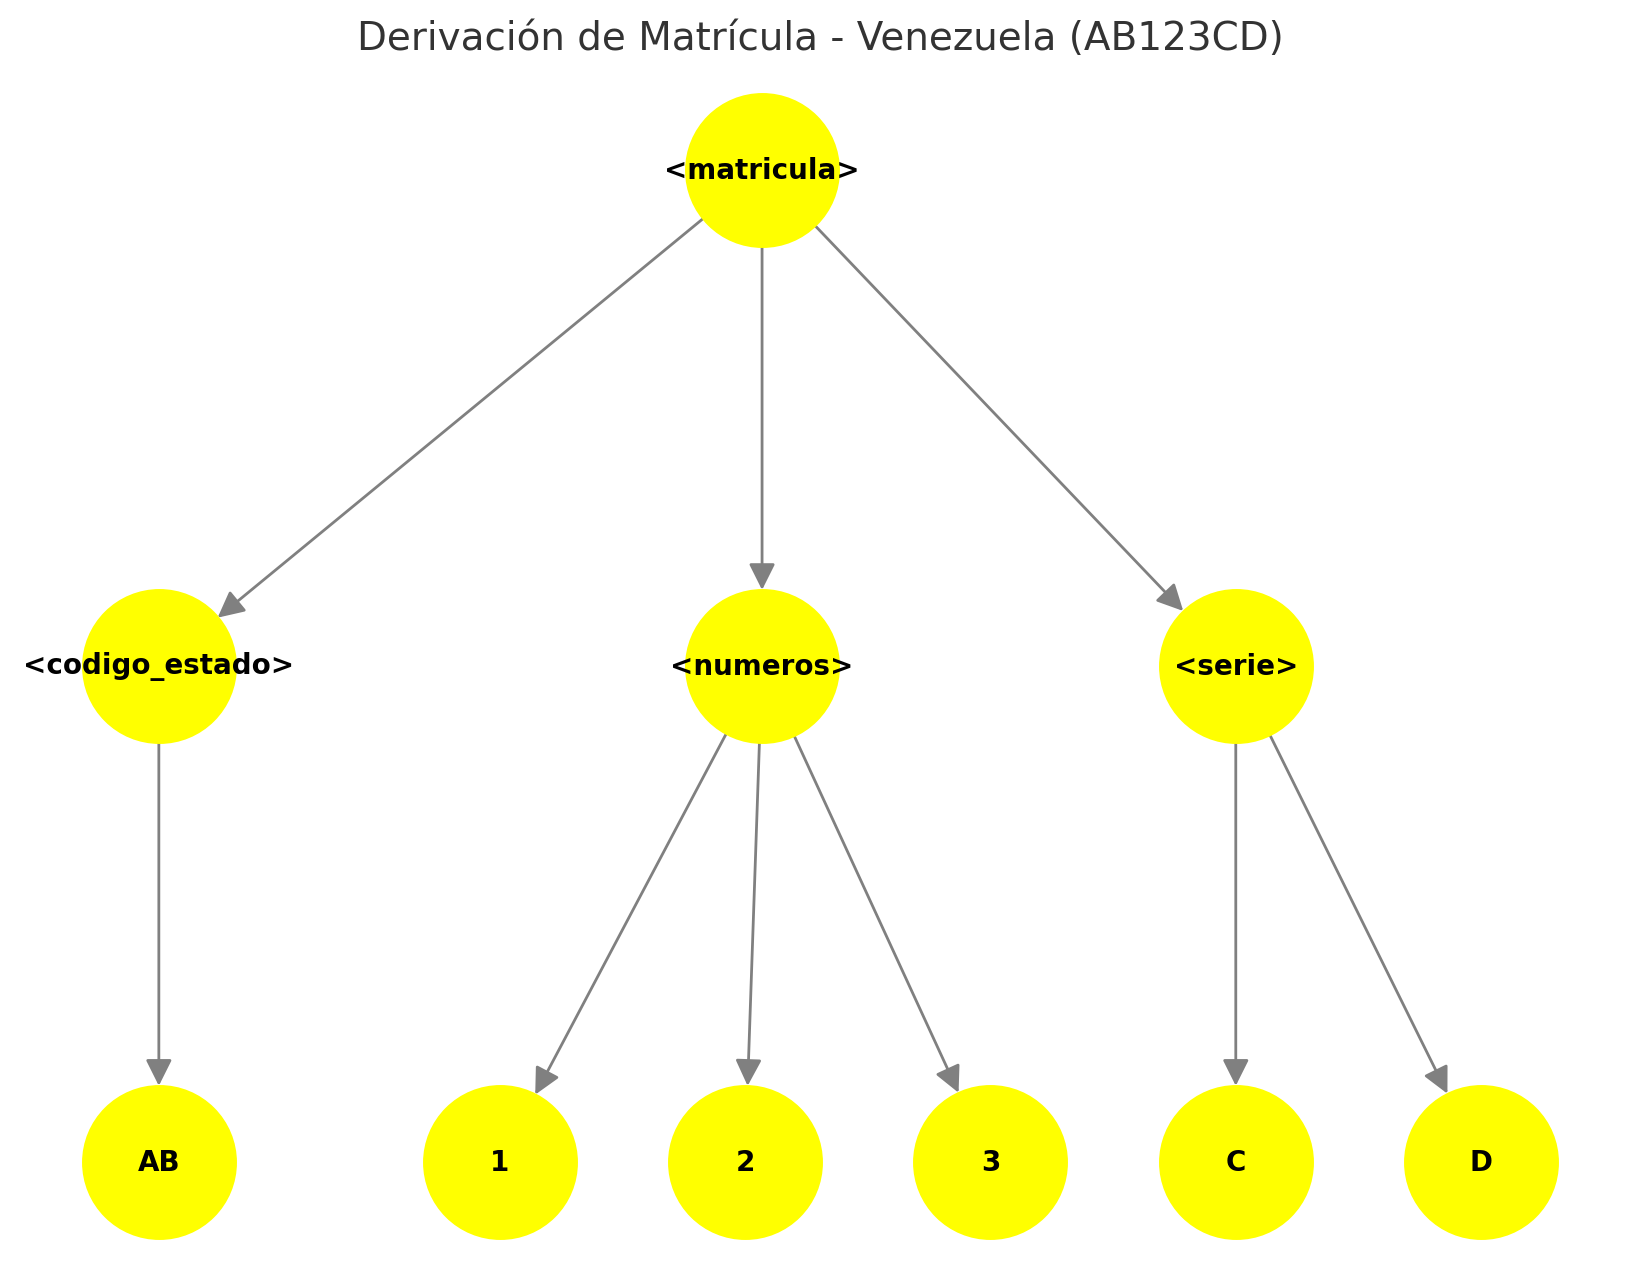 Derivación de Matrícula - Venezuela (AB123CD)
<matricula>
<codigo_estado>
<numeros>
<serie>
AB
1
2
3
C
D